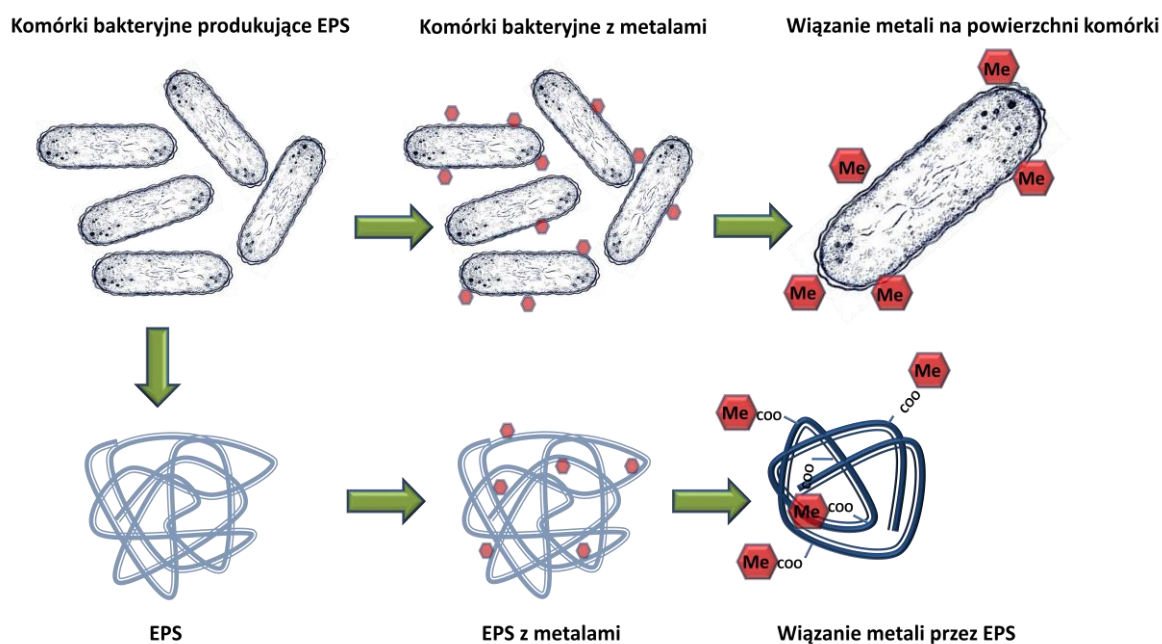 Komórki bakteryjne produkujące EPS
Komórki bakteryjne z metalami
Wiązanie metali na powierzchni komórki
Me
Me
Me
Me
Me
Me
COO
Me
COO
COO
Me
COO
Me
COO
EPS
EPS z metalami
Wiązanie metali przez EPS